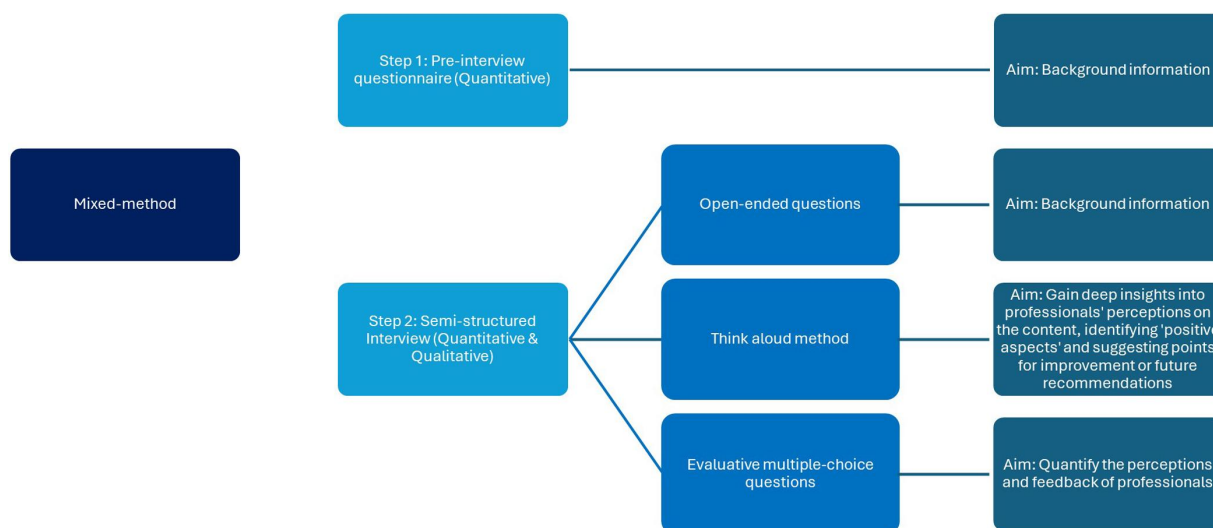 Step 1: Pre-interview
questionnaire (Quantitative)
Aim: Background information
Mixed-method
Open-ended questions
Aim: Background information
Step 2: Semi-structured
Interview (Quantitative &
Qualitative)
Think aloud method
Aim: Gain deep insights into
professionals' perceptions on
the content, identifying 'positive
aspects' and suggesting points
for improvement or future
recommendations
Evaluative multiple-choice
questions
Aim: Quantify the perceptions
and feedback of professionals